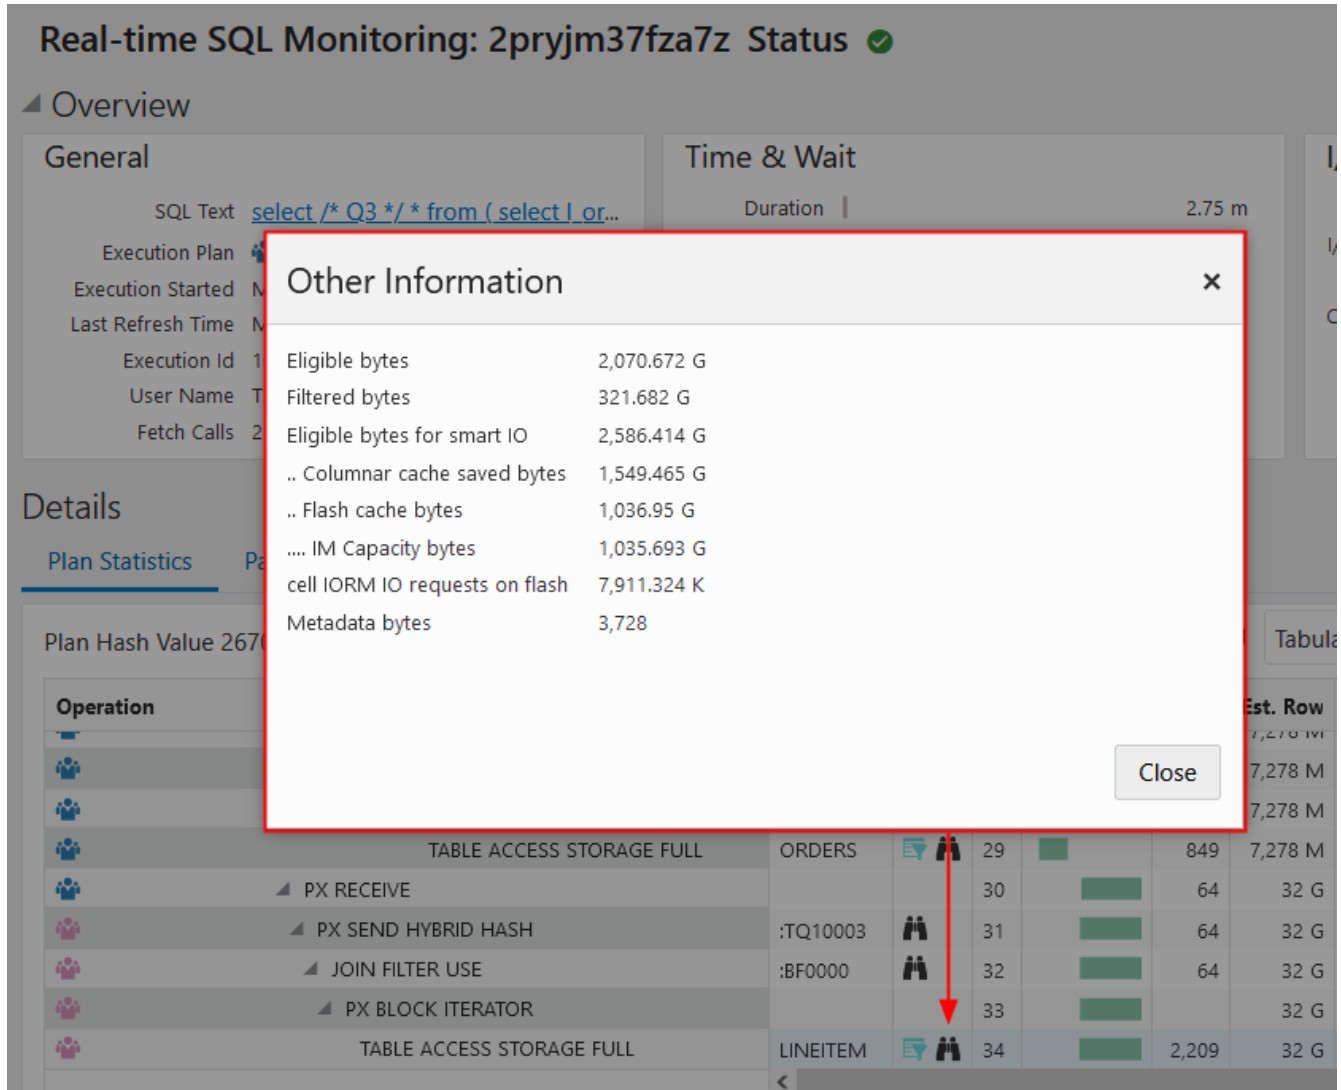 Real-time SQL Monitoring: 2pryjm37fza7z Status
Overview
General
SQL Text select /* Q3 */ * from ( select l_or...
Execution Plan
Execution Started
Last Refresh Time
Execution Id 1
User Name T
Fetch Calls 2
Time & Wait
Duration 2.75 m
Other Information
Eligible bytes 2,070.672 G
Filtered bytes 321.682 G
Eligible bytes for smart IO 2,586.414 G
.. Columnar cache saved bytes 1,549.465 G
.. Flash cache bytes 1,036.95 G
.... IM Capacity bytes 1,035.693 G
cell IORM IO requests on flash 7,911.324 K
Metadata bytes 3,728
Close
Details
Plan Statistics Pa
Plan Hash Value 267 Tabula
Operation Est. Row
7,278 M
7,278 M
7,278 M
TABLE ACCESS STORAGE FULL ORDERS 29 849 7,278 M
PX RECEIVE 30 64 32 G
PX SEND HYBRID HASH :TQ10003 31 64 32 G
JOIN FILTER USE :BF0000 32 64 32 G
PX BLOCK ITERATOR 33 32 G
TABLE ACCESS STORAGE FULL LINEITEM 34 2,209 32 G